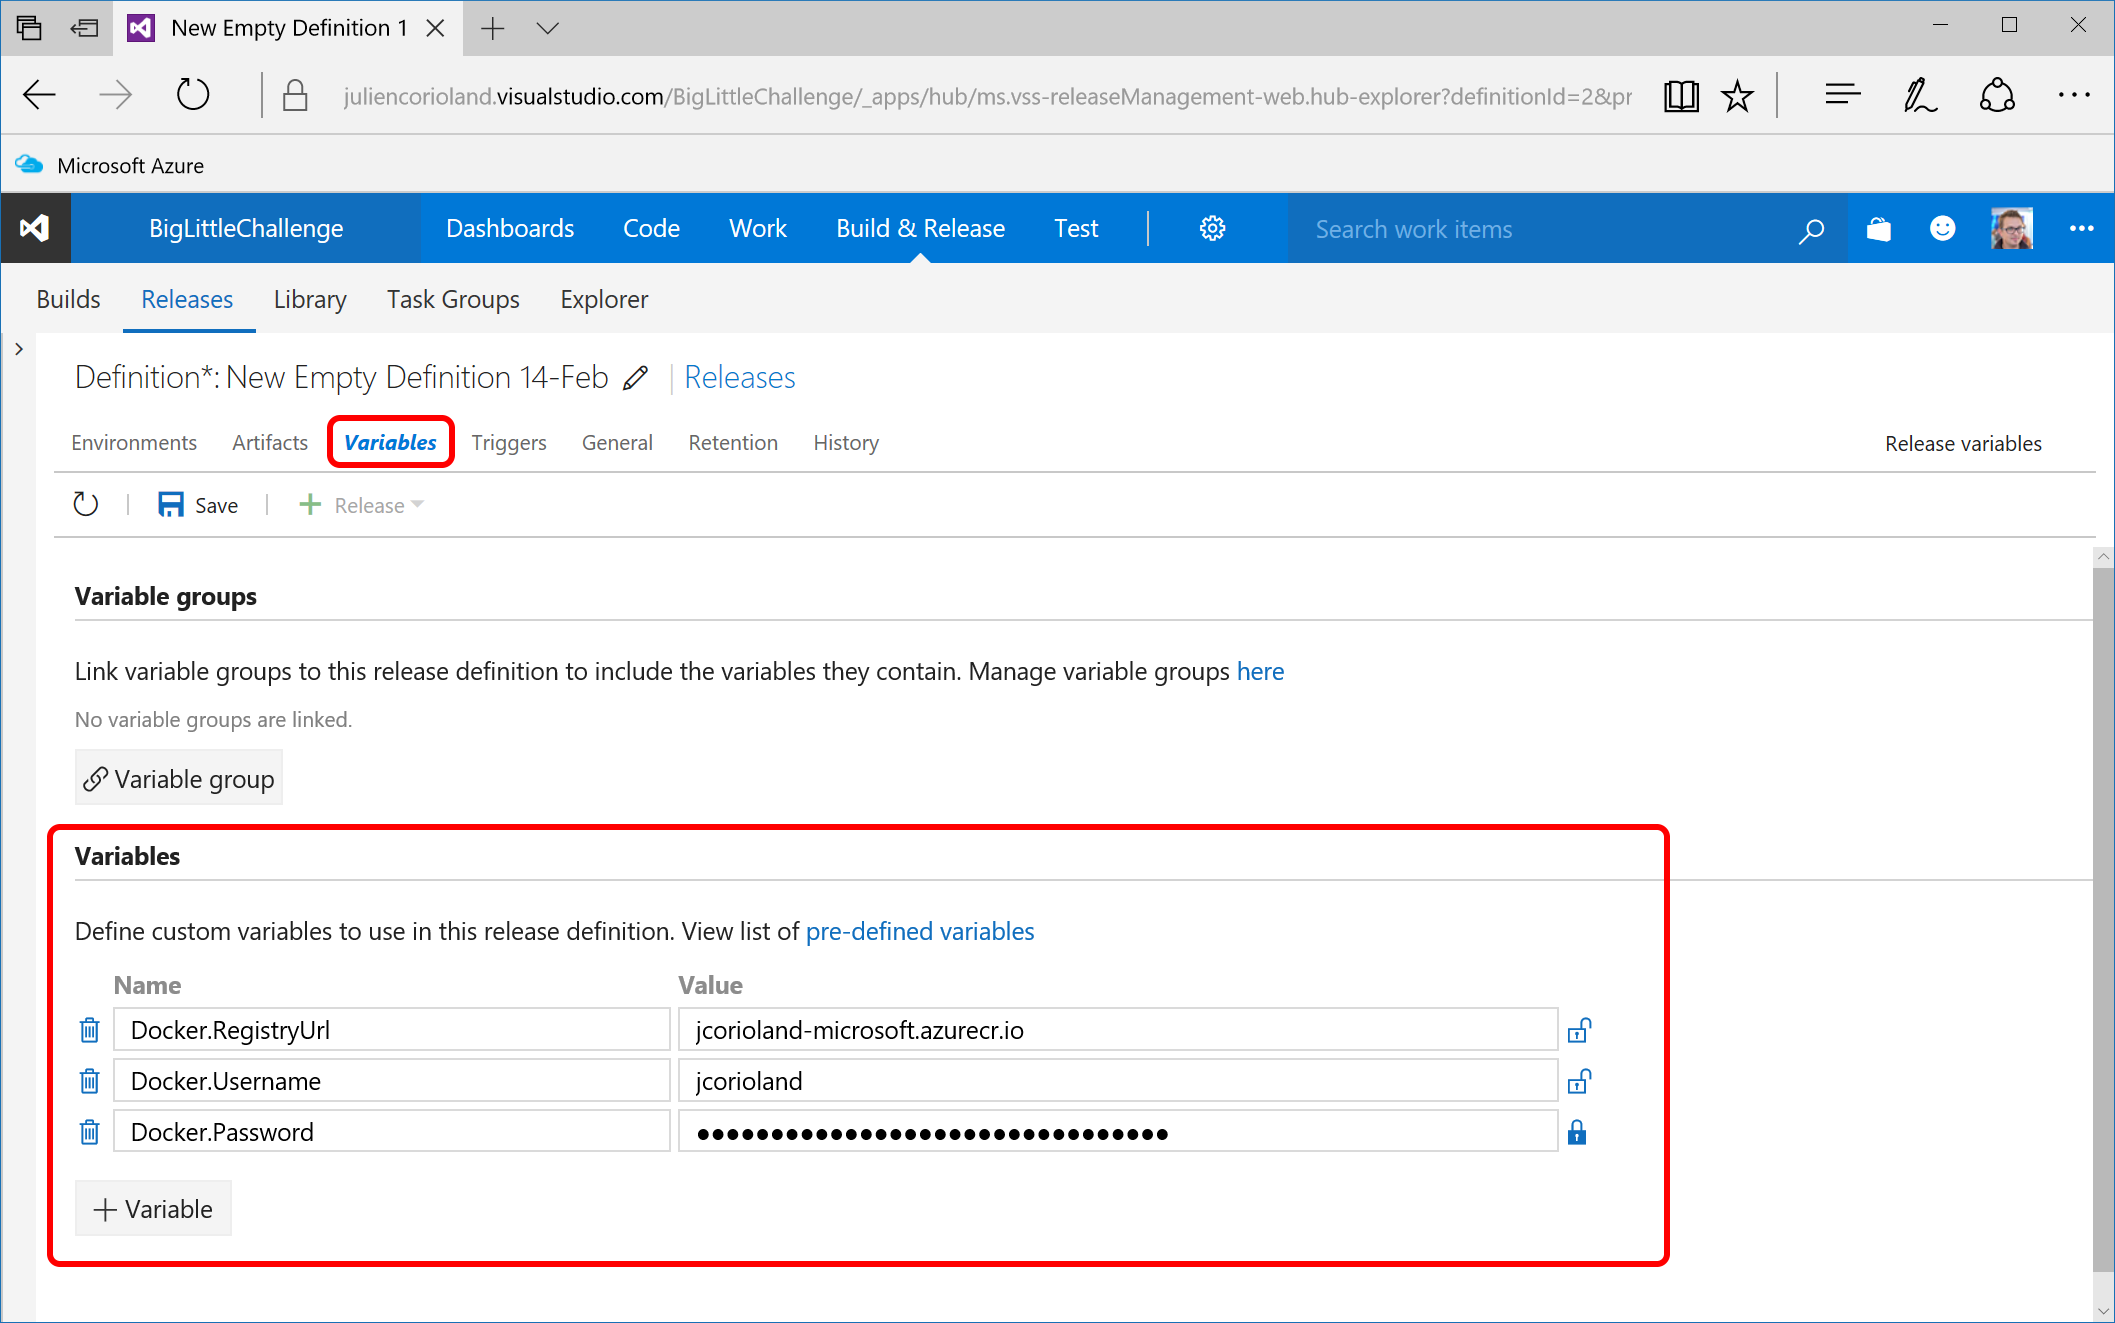 New Empty Definition 1
juliencorioland.visualstudio.com/BigLittleChallenge/_apps/hub/ms.vss-releaseManagement-web.hub-explorer?definitionId=2&pr
Microsoft Azure
BigLittleChallenge Dashboards Code Work Build & Release Test Search work items
Builds Releases Library Task Groups Explorer
Definition*: New Empty Definition 14-Feb | Releases
Environments Artifacts Variables Triggers General Retention History Release variables
Save Release
Variable groups
Link variable groups to this release definition to include the variables they contain. Manage variable groups here
No variable groups are linked.
Variable group
Variables
Define custom variables to use in this release definition. View list of pre-defined variables
Name Value
Docker.RegistryUrl jcorioland-microsoft.azurecr.io
Docker.Username jcorioland
Docker.Password ●●●●●●●●●●●●●●●●●●●●●●●●●●●●●●●●
+ Variable